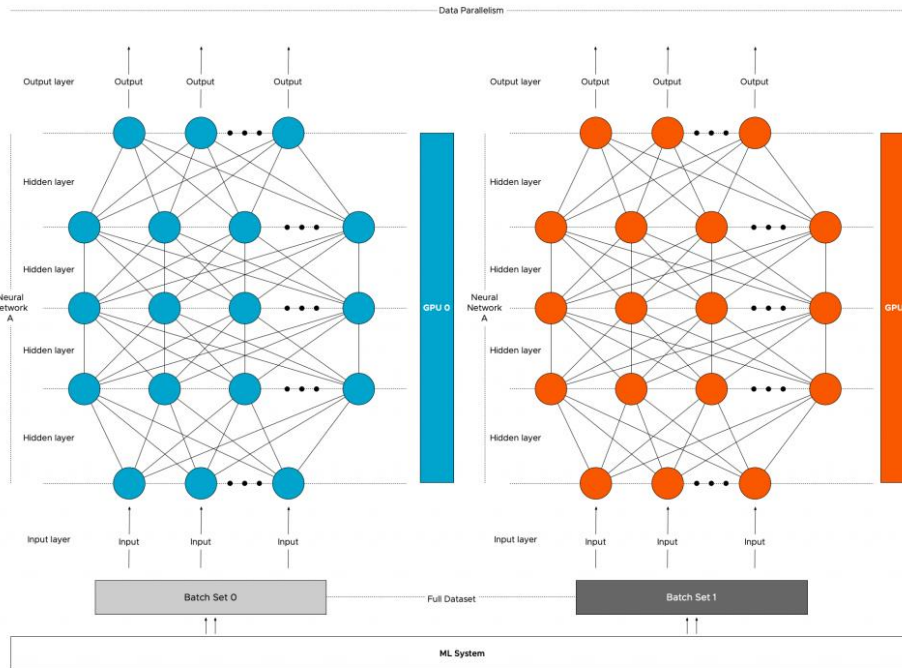 Data Parallelism
Output layer Output Output Output Output layer Output Output Output
Hidden layer Hidden layer
Hidden layer Hidden layer
Neural Neural
Network Network
A A
GPU 0 GPU
Hidden layer Hidden layer
Hidden layer Hidden layer
Input layer Input Input Input Input layer Input Input Input
Batch Set 0 Full Dataset Batch Set 1
ML System